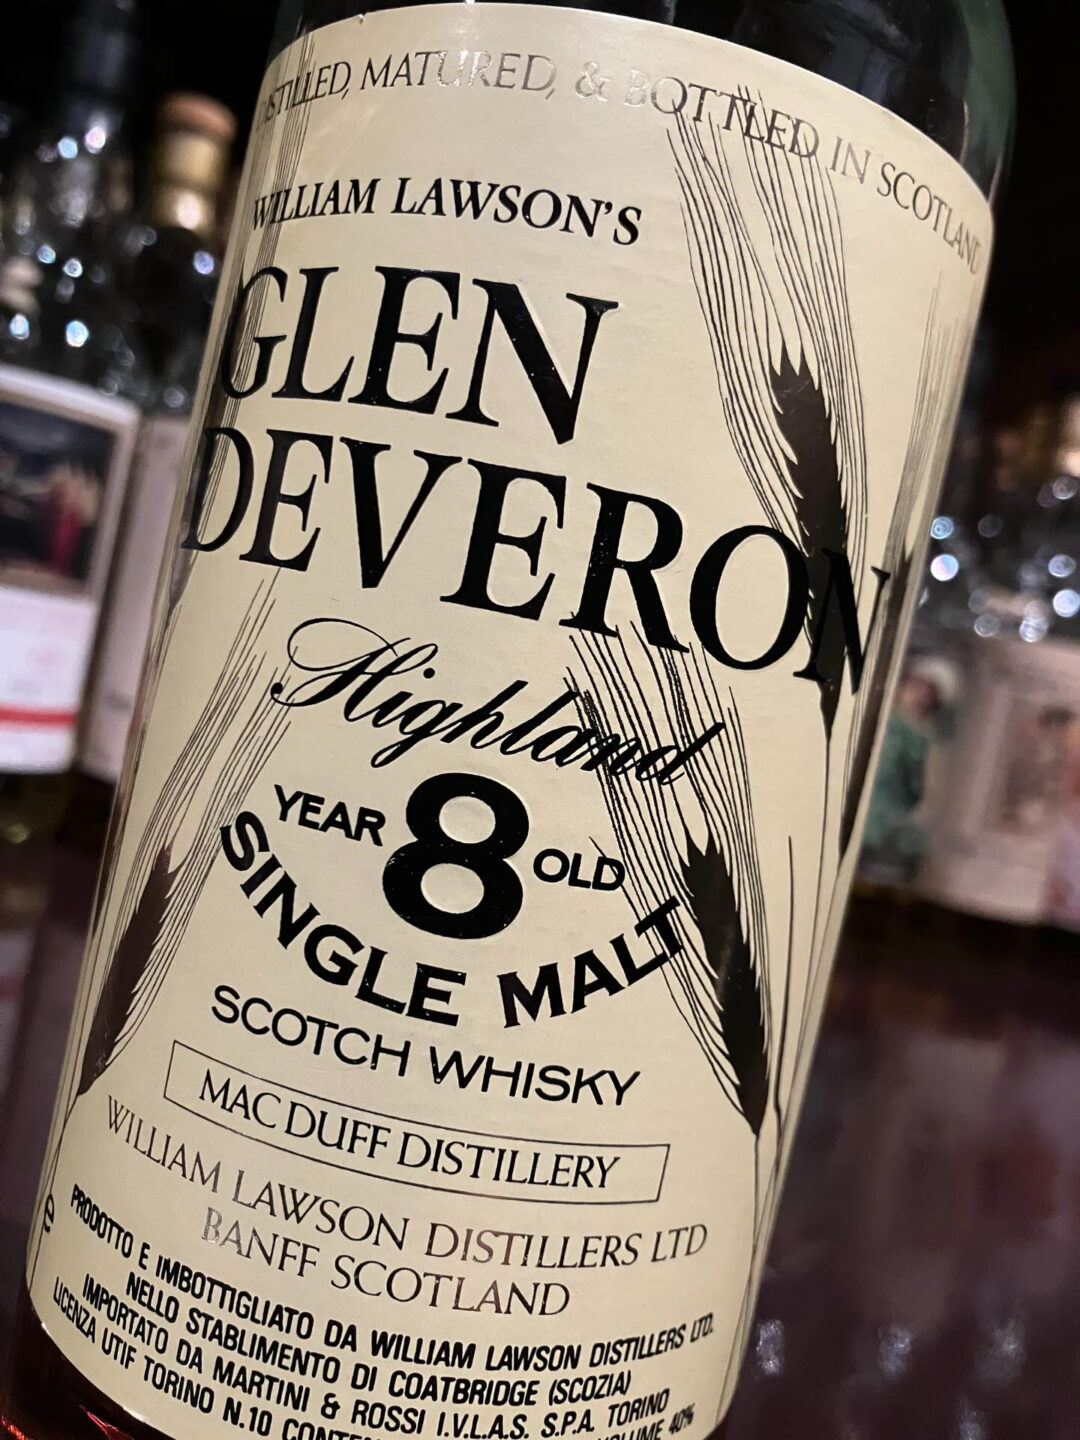 DISTILLED, MATURED, & BOTTLED IN SCOTLAND
WILLIAM LAWSON'S
GLEN
DEVERON
Highland
YEAR 8 OLD
SINGLE MALT
SCOTCH WHISKY
MAC DUFF DISTILLERY
WILLIAM LAWSON DISTILLERS LTD
BANFF SCOTLAND
e
PRODOTTO E IMBOTTIGLIATO DA WILLIAM LAWSON DISTILLERS LTD.
NELLO STABLIMENTO DI COATBRIDGE (SCOZIA)
IMPORTATO DA MARTINI & ROSSI I.V.L.A.S. S.P.A. TORINO
LICENZA UTIF TORINO N.10 40%